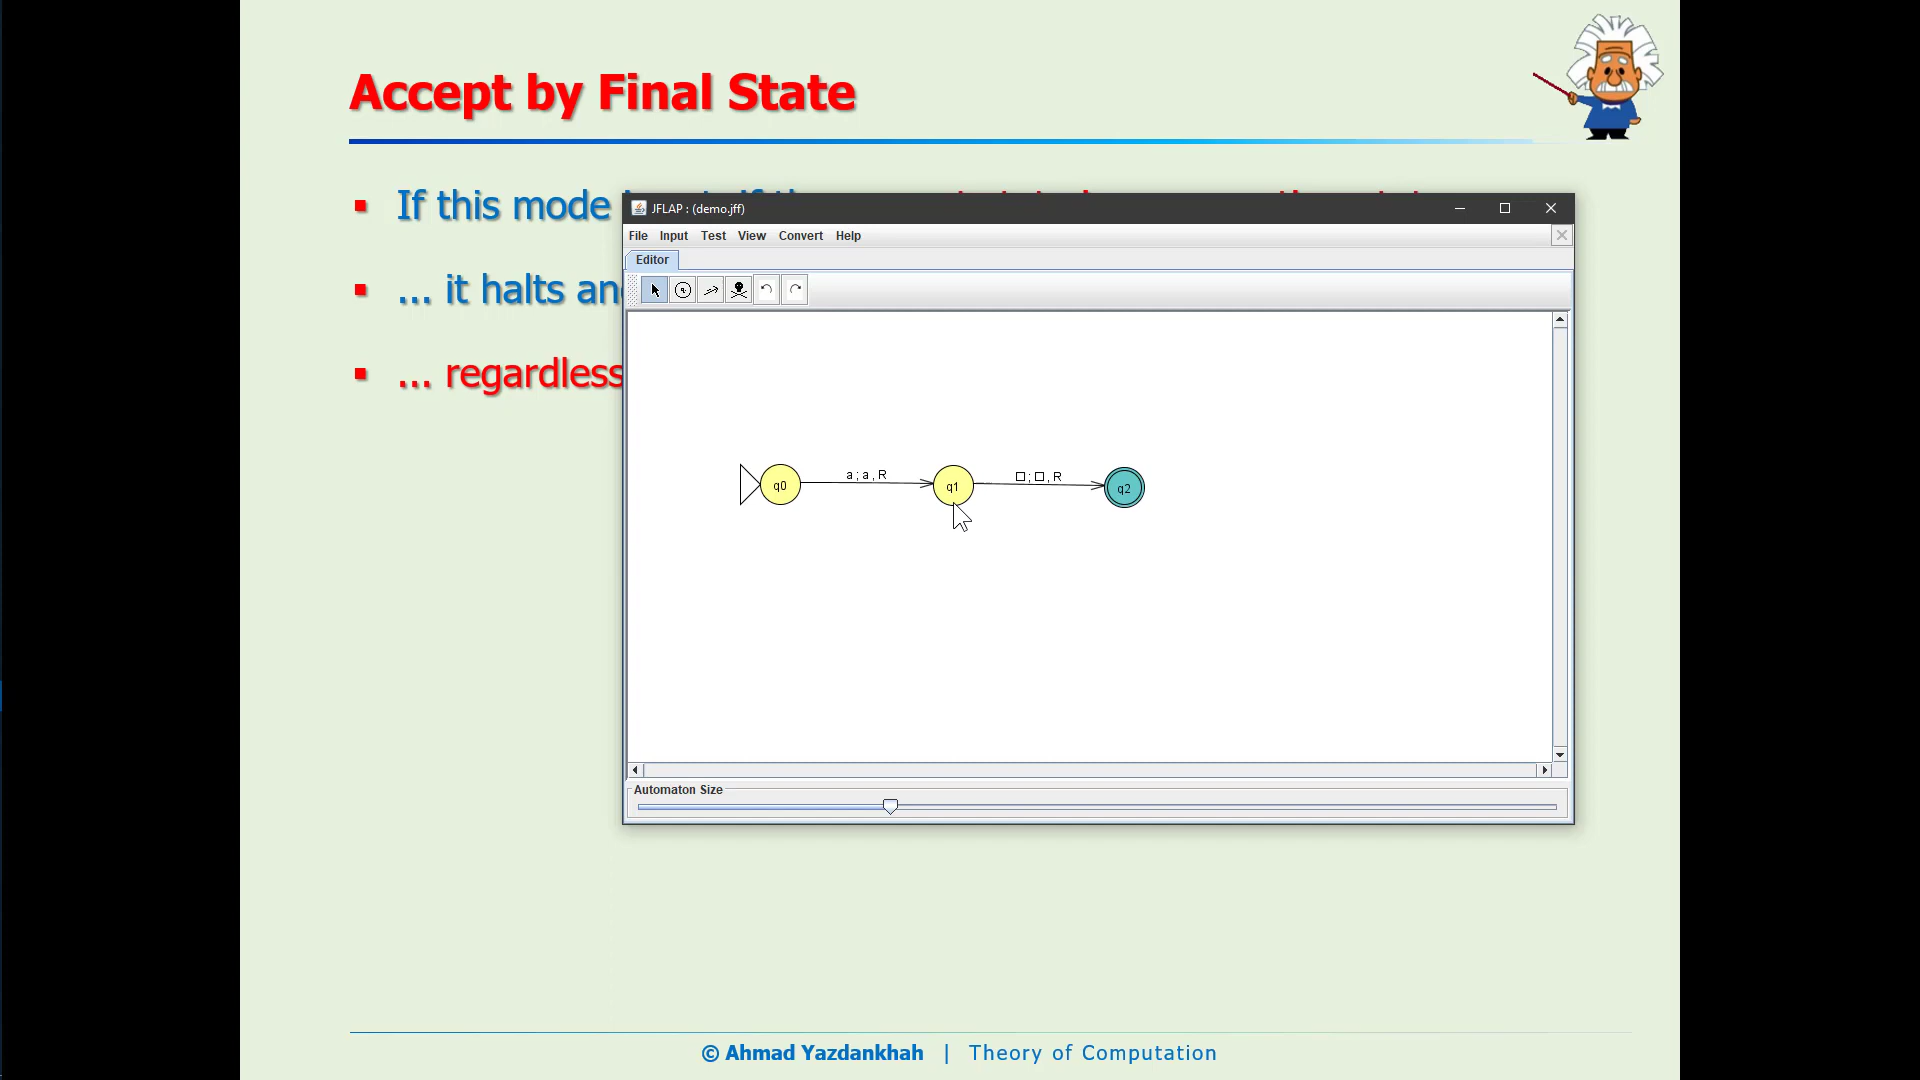 Accept by Final State
If this mode
... it halts
... regardless
JFLAP : (demo.jff)
File Input Test View Convert Help
Editor
q0
a ; a , R
q1
□ ; □ , R
q2
Automaton Size
© Ahmad Yazdankhah | Theory of Computation